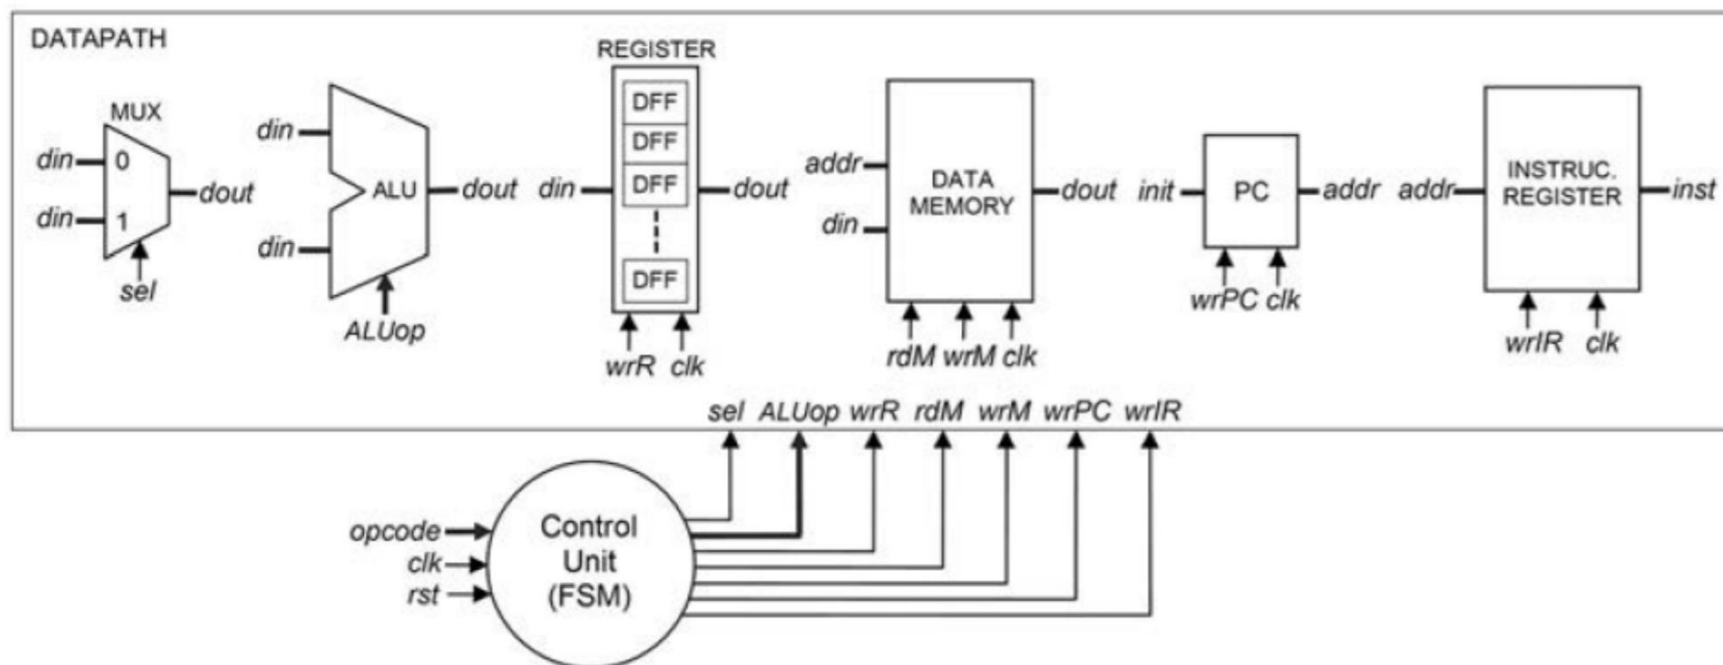 DATAPATH
MUX
din
0
din
1
dout
sel
din
din
ALU
dout
ALUop
REGISTER
DFF
DFF
DFF
DFF
din
dout
wrR clk
addr
din
DATA
MEMORY
dout
rdM wrM clk
init
PC
addr
wrPC clk
addr
INSTRUC.
REGISTER
inst
wrIR clk
sel ALUop wrR rdM wrM wrPC wrIR
opcode
clk
rst
Control
Unit
(FSM)